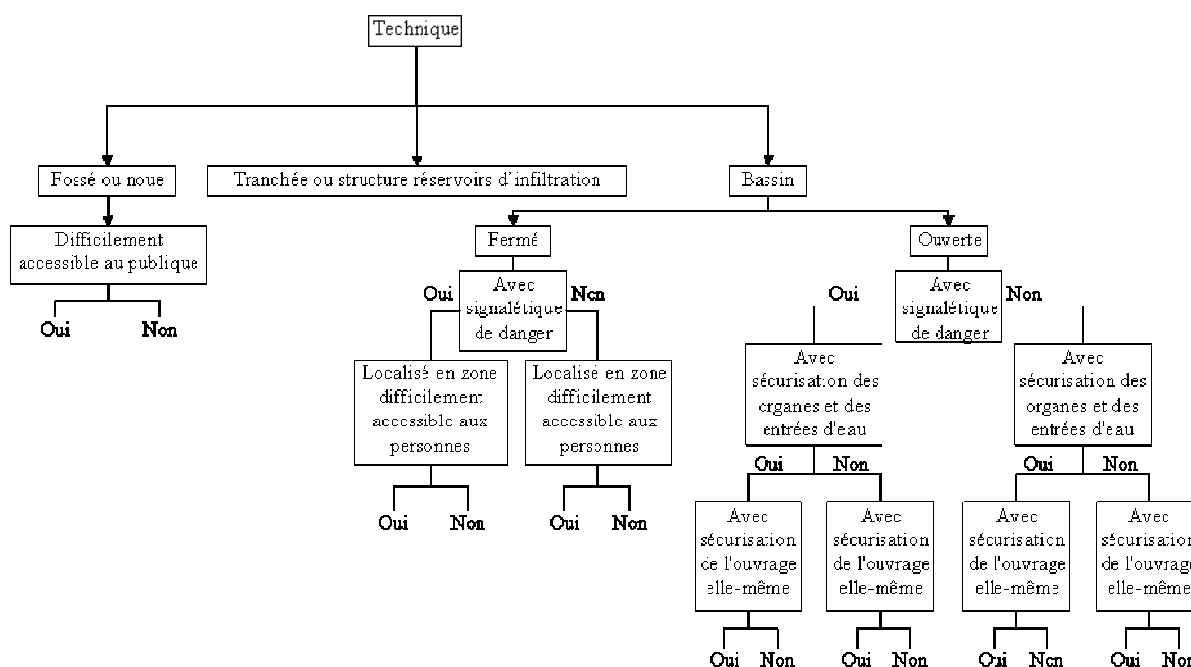 Technique
Fossé ou noue
Tranchée ou structure réservoirs d'infiltration
Bassin
Difficilement
accessible au publique
Oui
Non
Fermé
Ouverte
Avec
signalétique
de danger
Oui
Non
Avec
signalétique
de danger
Oui
Non
Localisé en zone
difficilement
accessible aux
personnes
Localisé en zone
difficilement
accessible aux
personnes
Oui
Non
Oui
Non
Avec
sécurisation des
organes et des
entrées d'eau
Avec
sécurisation des
organes et des
entrées d'eau
Oui
Non
Oui
Non
Avec
sécurisation
de l'ouvrage
elle-même
Avec
sécurisation
de l'ouvrage
elle-même
Avec
sécurisation
de l'ouvrage
elle-même
Avec
sécurisation
de l'ouvrage
elle-même
Oui
Non
Oui
Non
Oui
Non
Oui
Non